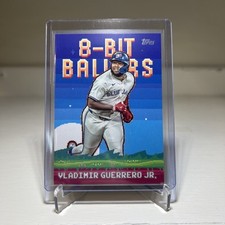 8-BIT
BALLERS
Topps
VLADIMIR GUERRERO JR.